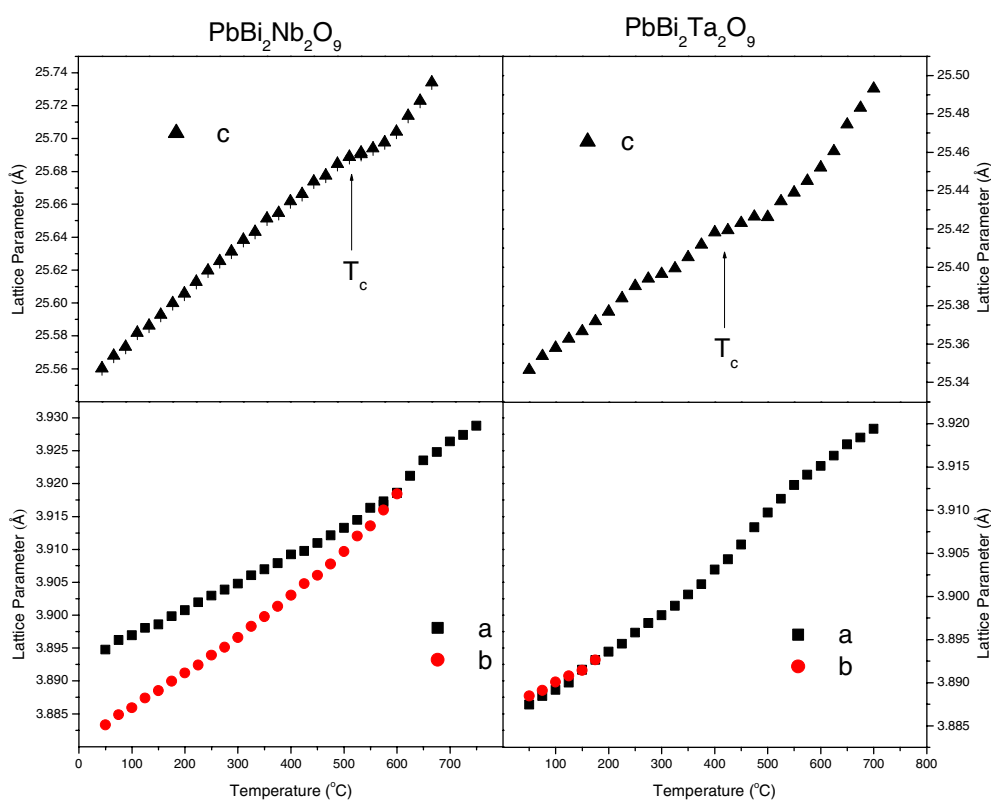 PbBi₂Nb₂O₉
PbBi₂Ta₂O₉
25.74
25.72
25.70
25.68
25.66
25.64
25.62
25.60
25.58
25.56
Lattice Parameter (Å)
c
T_c
c
T_c
25.50
25.48
25.46
25.44
25.42
25.40
25.38
25.36
25.34
Lattice Parameter (Å)
3.930
3.925
3.920
3.915
3.910
3.905
3.900
3.895
3.890
3.885
Lattice Parameter (Å)
a
b
a
b
3.920
3.915
3.910
3.905
3.900
3.895
3.890
3.885
Lattice Parameter (Å)
0 100 200 300 400 500 600 700
0 100 200 300 400 500 600 700 800
Temperature (°C)
Temperature (°C)